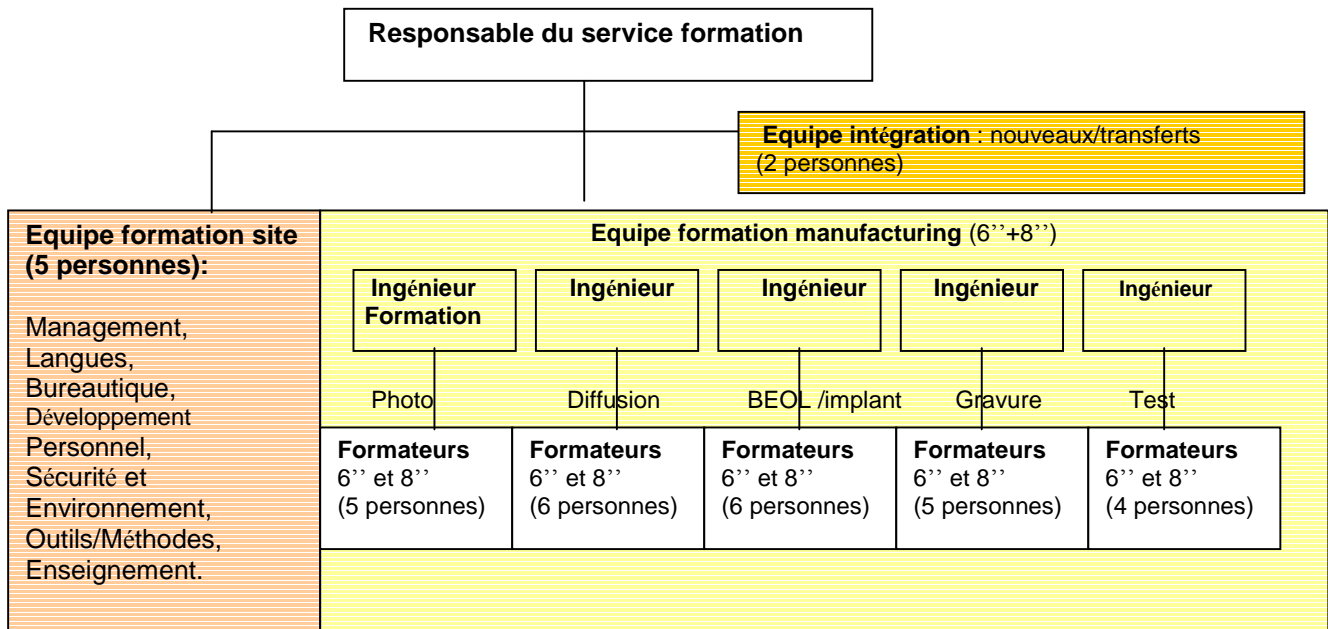 Responsable du service formation
Equipe intégration : nouveaux/transferts
(2 personnes)
Equipe formation site
(5 personnes):
Management,
Langues,
Bureautique,
Développement
Personnel,
Sécurité et
Environnement,
Outils/Méthodes,
Enseignement.
Equipe formation manufacturing (6’’+8’’)
Ingénieur
Formation
Ingénieur
Ingénieur
Ingénieur
Ingénieur
Photo
Diffusion
BEOL /implant
Gravure
Test
Formateurs
6’’ et 8’’
(5 personnes)
Formateurs
6’’ et 8’’
(6 personnes)
Formateurs
6’’ et 8’’
(6 personnes)
Formateurs
6’’ et 8’’
(5 personnes)
Formateurs
6’’ et 8’’
(4 personnes)